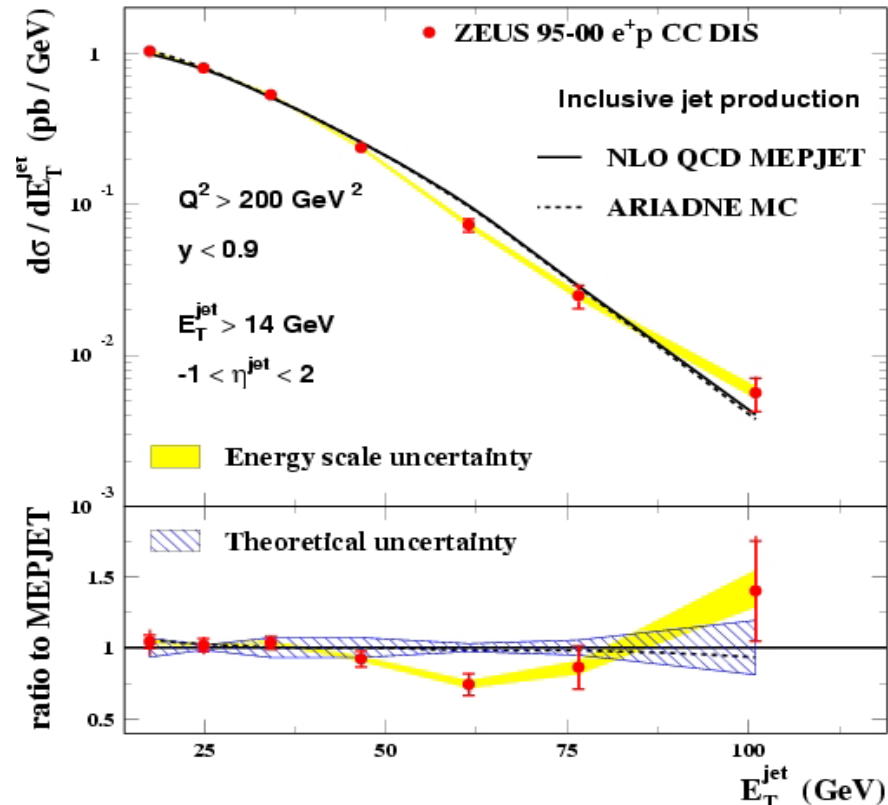 ZEUS 95-00 e⁺p CC DIS
Inclusive jet production
NLO QCD MEPJET
ARIADNE MC
dσ / dE_T^jet (pb / GeV)
1
10⁻¹
10⁻²
10⁻³
Q² > 200 GeV²
y < 0.9
E_T^jet > 14 GeV
-1 < η^jet < 2
Energy scale uncertainty
Theoretical uncertainty
ratio to MEPJET
1.5
1
0.5
25 50 75 100
E_T^jet (GeV)